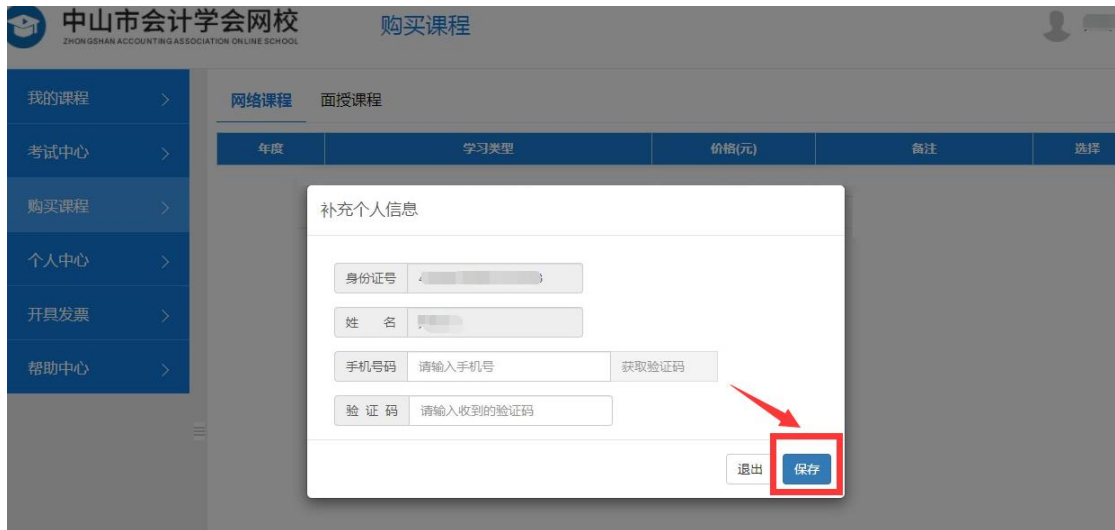 中山市会计学会网校
购买课程
ZHONGSHAN ACCOUNTING ASSOCIATION ONLINE SCHOOL
我的课程
考试中心
购买课程
个人中心
开具发票
帮助中心
网络课程 面授课程
年度 学习类型 价格(元) 备注 选择
补充个人信息
身份证号
姓 名
手机号码 请输入手机号 获取验证码
验 证 码 请输入收到的验证码
退出 保存